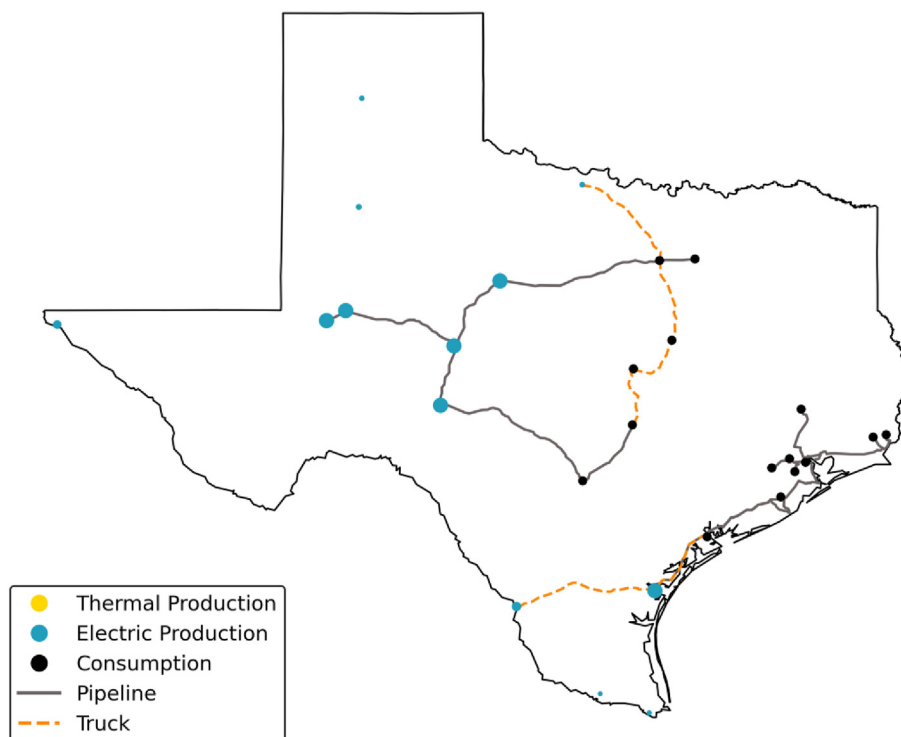 Thermal Production
Electric Production
Consumption
Pipeline
Truck